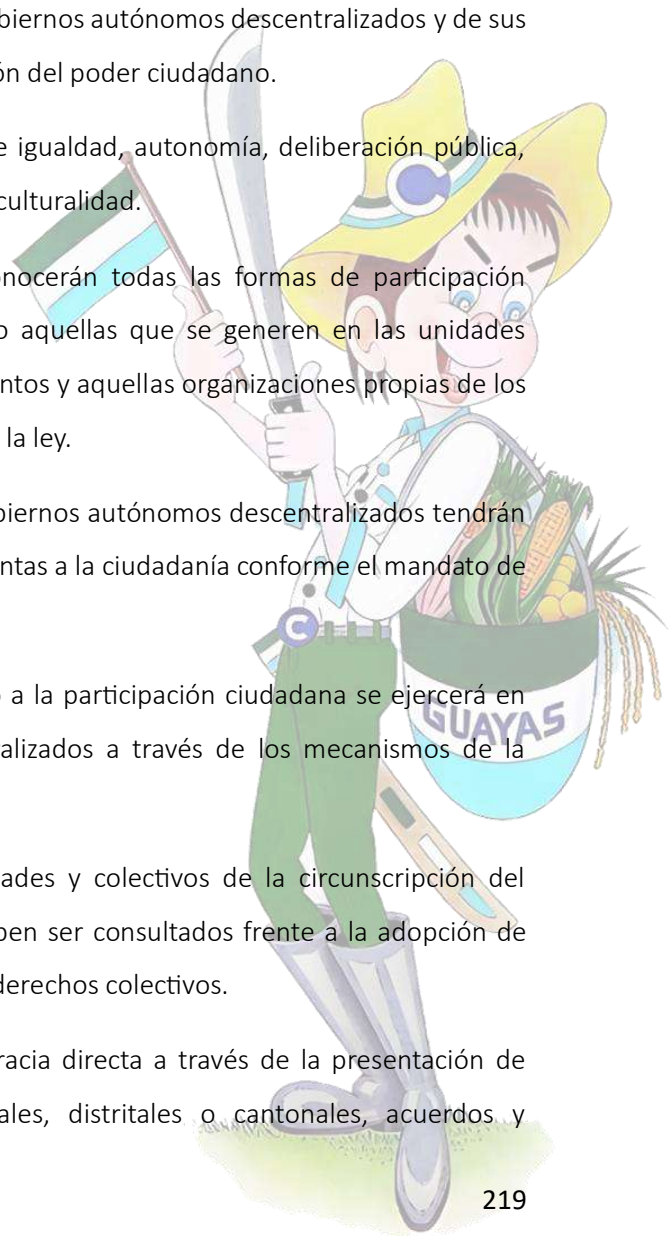 biernos autónomos descentralizados y de sus
ón del poder ciudadano.
e igualdad, autonomía, deliberación pública,
culturalidad.
onocerán todas las formas de participación
o aquellas que se generen en las unidades
entos y aquellas organizaciones propias de los
la ley.
biernos autónomos descentralizados tendrán
entas a la ciudadanía conforme el mandato de
C
C
o a la participación ciudadana se ejercerá en
GUAYAS
alizados a través de los mecanismos de la
ades y colectivos de la circunscripción del
ben ser consultados frente a la adopción de
derechos colectivos.
racia directa a través de la presentación de
ales, distritales o cantonales, acuerdos y
219